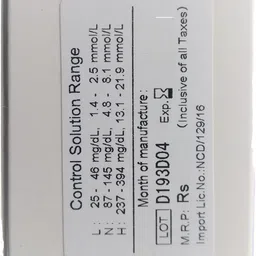 Control Solution Range
L : 25 - 46 mg/dL. 1.4 - 2.5 mmol/L
N : 87 - 145 mg/dL. 4.8 - 8.1 mmol/L
H : 237 - 394 mg/dL. 13.1 - 21.9 mmol/L
Month of manufacture :
LOT D193D04 Exp.
M.R.P: Rs (Inclusive of all Taxes)
Import Lic.No.:NCD/129/16